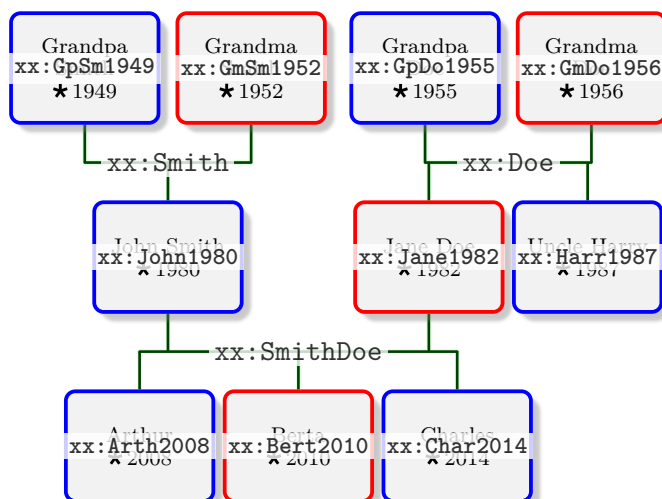 Grandpa
xx:GpSm1949
★1949
Grandma
xx:GmSm1952
★1952
Grandpa
xx:GpDo1955
★1955
Grandma
xx:GmDo1956
★1956
xx:Smith
xx:Doe
John Smith
xx:John1980
★1980
Jane Doe
xx:Jane1982
★1982
Uncle Harry
xx:Harr1987
★1987
xx:SmithDoe
Arthur
xx:Arth2008
★2008
Berta
xx:Bert2010
★2010
Charles
xx:Char2014
★2014